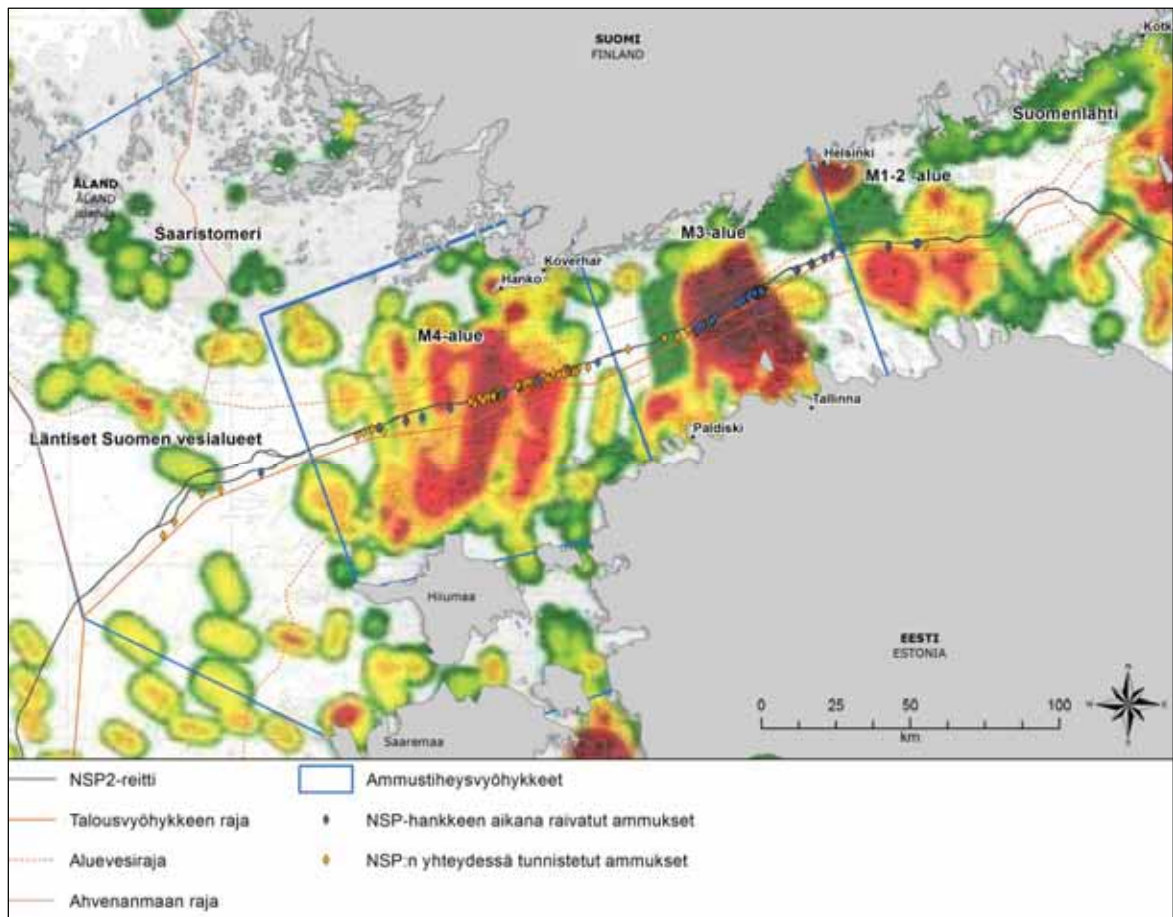 SUOMI
FINLAND
Kotk
Suomenlahti
Helsinki
M1-2 -alue
ÅLAND
ÅLAND
Saaristomeri
M3-alue
Koverhar
Hanko
M4-alue
Tallinna
Paldiski
Läntiset Suomen vesialueet
Hiiumaa
EESTI
ESTONIA
N
Saaremaa
0 25 50 100
km
NSP2-reitti
Talousvyöhykkeen raja
Aluevesiraja
Ahvenanmaan raja
Ammustiheysvyöhykkeet
NSP-hankkeen aikana raivatut ammukset
NSP:n yhteydessä tunnistetut ammukset